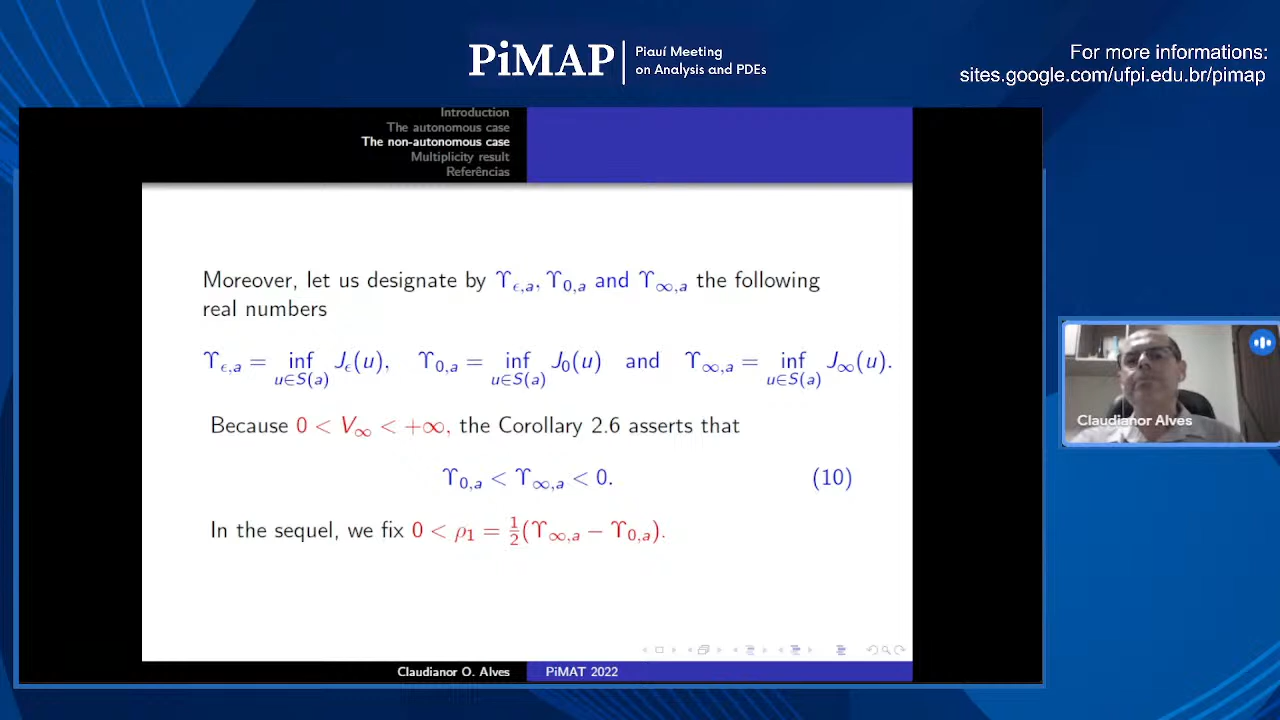 PiMAP
Piauí Meeting
on Analysis and PDEs
For more informations:
sites.google.com/ufpi.edu.br/pimap
Introduction
The autonomous case
The non-autonomous case
Multiplicity result
Referências
Moreover, let us designate by ϒ_{ϵ,a}, ϒ_{0,a} and ϒ_{∞,a} the following
real numbers
ϒ_{ϵ,a} = inf_{u∈S(a)} J_ϵ(u), ϒ_{0,a} = inf_{u∈S(a)} J_0(u) and ϒ_{∞,a} = inf_{u∈S(a)} J_∞(u).
Because 0 < V_∞ < +∞, the Corollary 2.6 asserts that
ϒ_{0,a} < ϒ_{∞,a} < 0. (10)
In the sequel, we fix 0 < ρ_1 = 1/2(ϒ_{∞,a} − ϒ_{0,a}).
Claudianor Alves
Claudianor O. Alves
PiMAT 2022